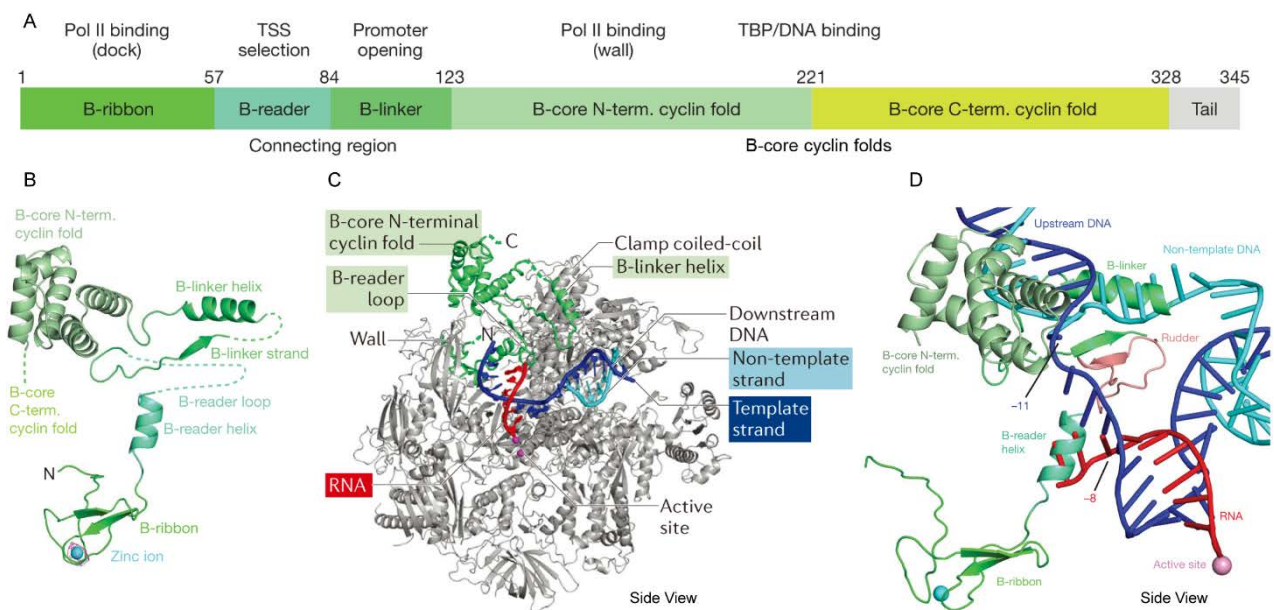 A
Pol II binding
(dock)
TSS
selection
Promoter
opening
Pol II binding
(wall)
TBP/DNA binding
1 57 84 123 221 328 345
B-ribbon B-reader B-linker B-core N-term. cyclin fold B-core C-term. cyclin fold Tail
Connecting region B-core cyclin folds
B
B-core N-term.
cyclin fold
B-linker helix
B-linker strand
B-core
C-term.
cyclin fold
B-reader loop
B-reader helix
N
B-ribbon
Zinc ion
C
B-core N-terminal
cyclin fold
C
Clamp coiled-coil
B-linker helix
B-reader
loop
N
Wall
Downstream
DNA
Non-template
strand
Template
strand
RNA
Active
site
Side View
D
Upstream DNA
Non-template DNA
B-linker
B-core N-term.
cyclin fold
Rudder
–11
B-reader
helix
–8
RNA
B-ribbon
Active site
Side View